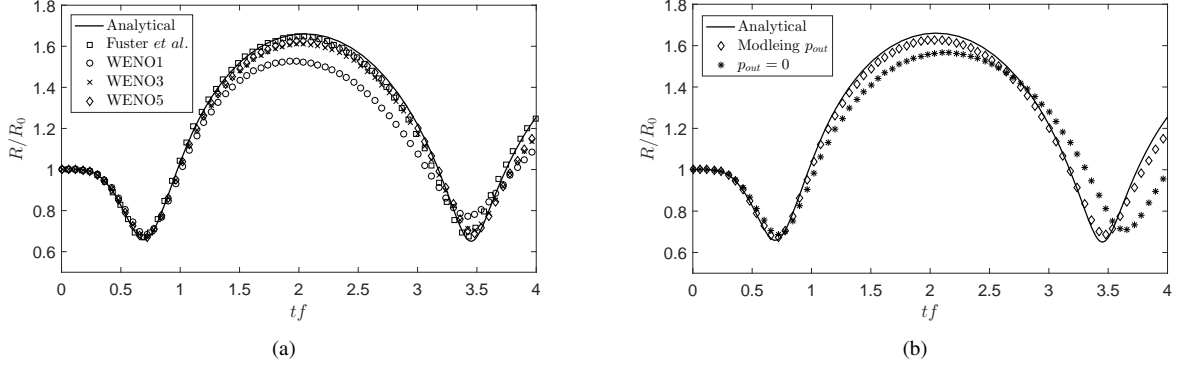 1.8
1.6
1.4
1.2
1
0.8
0.6
R/R0
Analytical
Fuster et al.
WENO1
WENO3
WENO5
0 0.5 1 1.5 2 2.5 3 3.5 4
tf
(a)
1.8
1.6
1.4
1.2
1
0.8
0.6
R/R0
Analytical
Modleing pout
pout = 0
0 0.5 1 1.5 2 2.5 3 3.5 4
tf
(b)